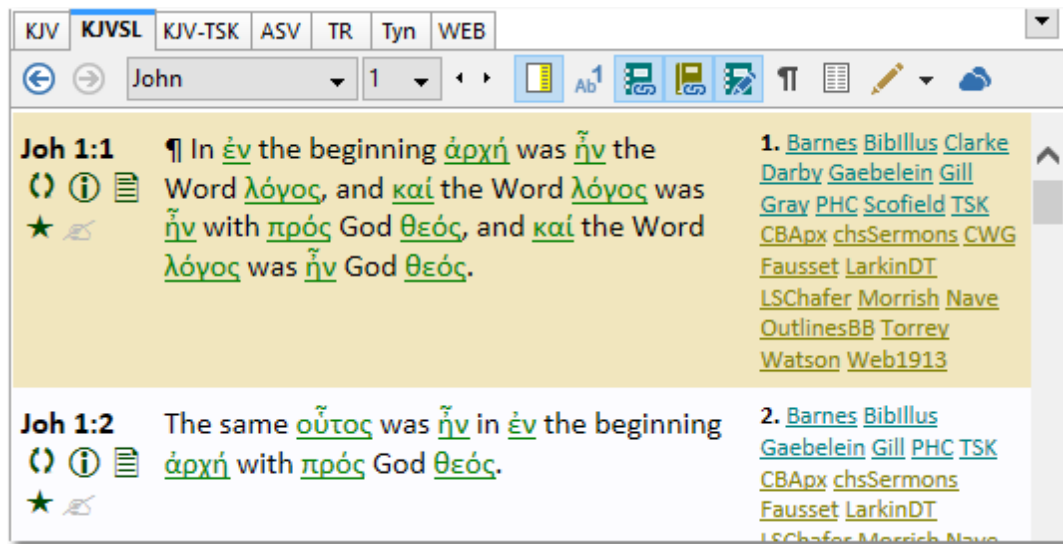 KJV KJVSL KJV-TSK ASV TR Tyn WEB
John 1 Ab1 ¶
Joh 1:1
¶ In ἐν the beginning ἀρχή was ἦν the
Word λόγος, and καί the Word λόγος was
ἦν with πρός God θεός, and καί the Word
λόγος was ἦν God θεός.
1. Barnes BibIllus Clarke
Darby Gaebelein Gill
Gray PHC Scofield TSK
CBApx chsSermons CWG
Fausset LarkinDT
LSChafer Morrish Nave
OutlinesBB Torrey
Watson Web1913
Joh 1:2
The same οὗτος was ἦν in ἐν the beginning
ἀρχή with πρός God θεός.
2. Barnes BibIllus
Gaebelein Gill PHC TSK
CBApx chsSermons
Fausset LarkinDT
LSChafer Morrish Nave